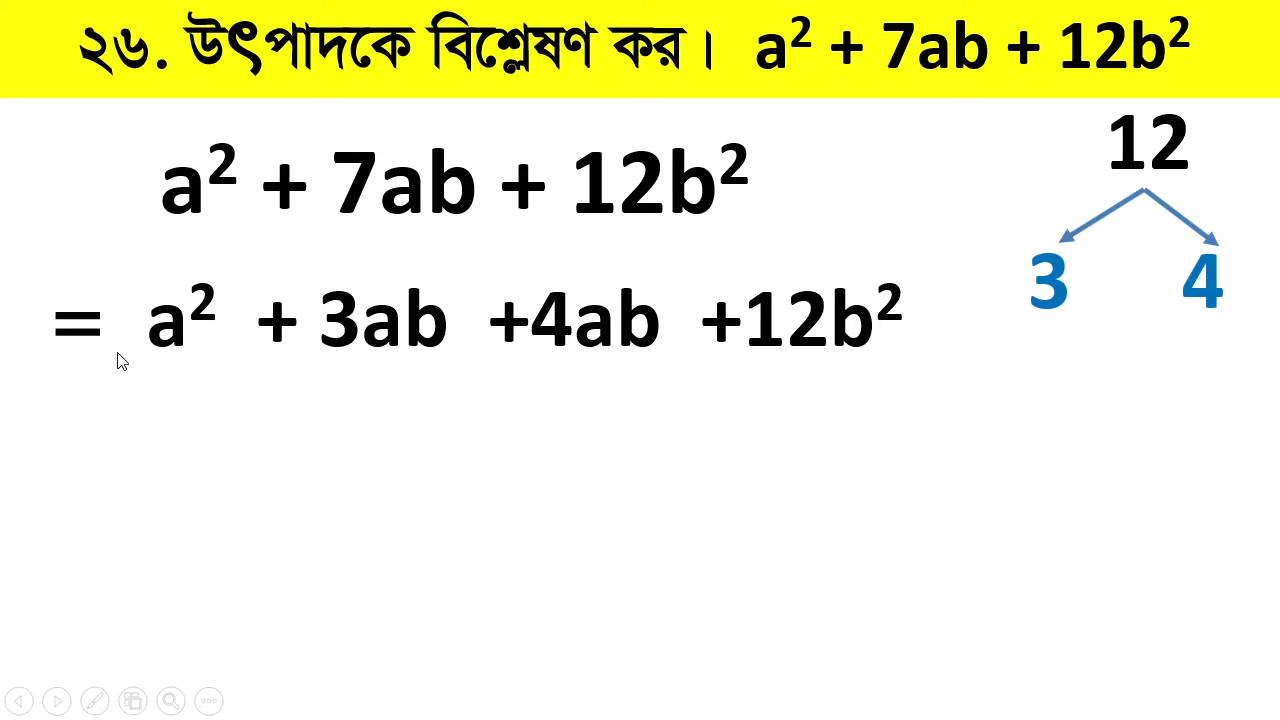 ২৬. উৎপাদকে বিশ্লেষণ কর। a² + 7ab + 12b²
12
a² + 7ab + 12b²
3 4
= a² + 3ab +4ab +12b²